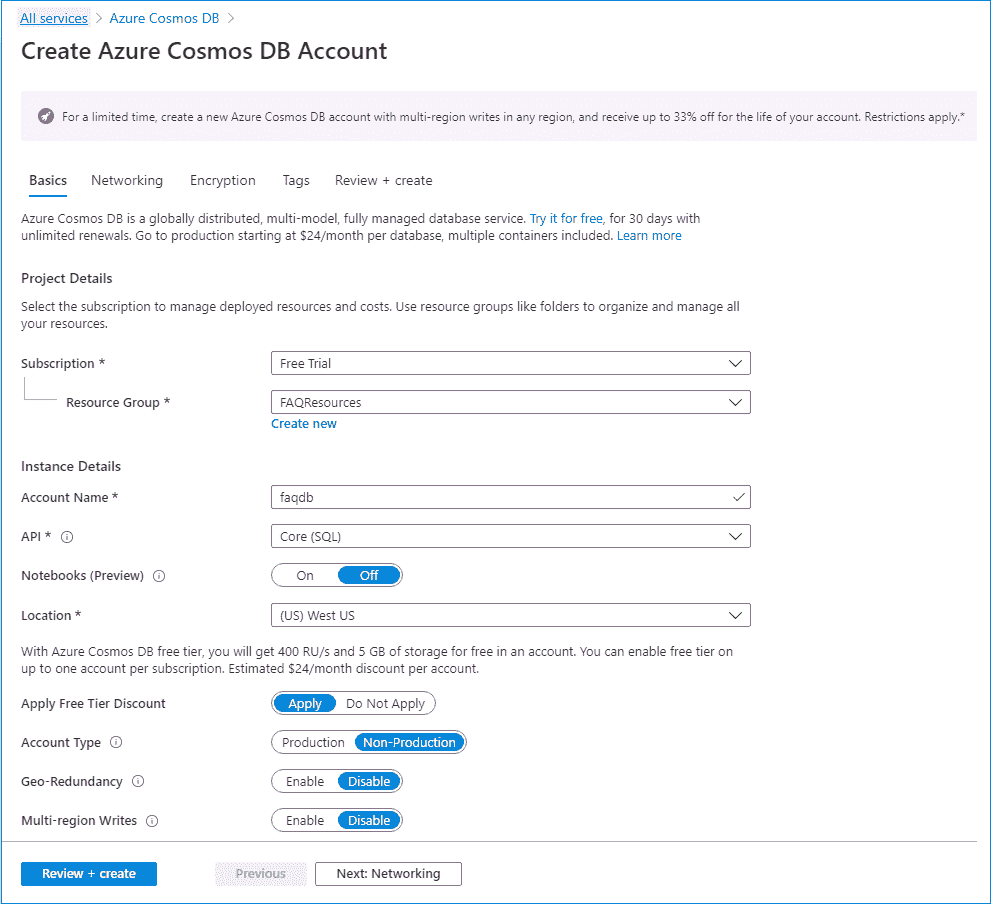 All services > Azure Cosmos DB >
Create Azure Cosmos DB Account
For a limited time, create a new Azure Cosmos DB account with multi-region writes in any region, and receive up to 33% off for the life of your account. Restrictions apply.*
Basics Networking Encryption Tags Review + create
Azure Cosmos DB is a globally distributed, multi-model, fully managed database service. Try it for free, for 30 days with
unlimited renewals. Go to production starting at $24/month per database, multiple containers included. Learn more
Project Details
Select the subscription to manage deployed resources and costs. Use resource groups like folders to organize and manage all
your resources.
Subscription * Free Trial
Resource Group * FAQResources
Create new
Instance Details
Account Name * faqdb
API * Core (SQL)
Notebooks (Preview) On Off
Location * (US) West US
With Azure Cosmos DB free tier, you will get 400 RU/s and 5 GB of storage for free in an account. You can enable free tier on
up to one account per subscription. Estimated $24/month discount per account.
Apply Free Tier Discount Apply Do Not Apply
Account Type Production Non-Production
Geo-Redundancy Enable Disable
Multi-region Writes Enable Disable
Review + create Previous Next: Networking